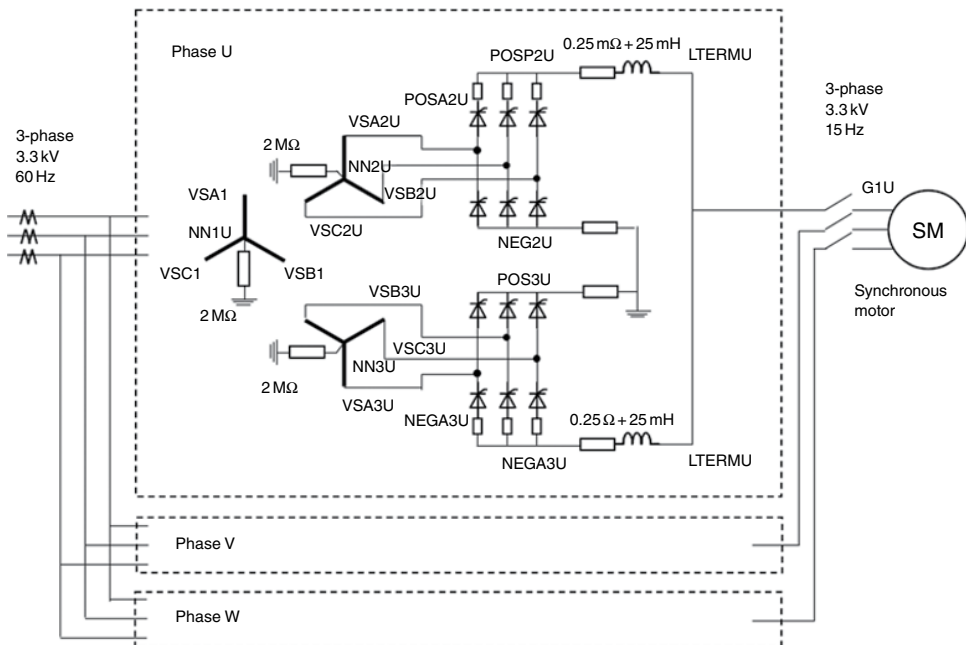 Phase U
0.25 mΩ + 25 mH
POSP2U
LTERMU
POSA2U
3-phase
3.3 kV
15 Hz
VSA2U
3-phase
3.3 kV
60 Hz
2 MΩ
NN2U
VSA1
VSB2U
G1U
NN1U
VSC2U
NEG2U
SM
VSC1
VSB1
POS3U
VSB3U
Synchronous
motor
2 MΩ
VSC3U
NN3U
2 MΩ
VSA3U
NEGA3U
0.25 Ω + 25 mH
NEGA3U
LTERMU
Phase V
Phase W